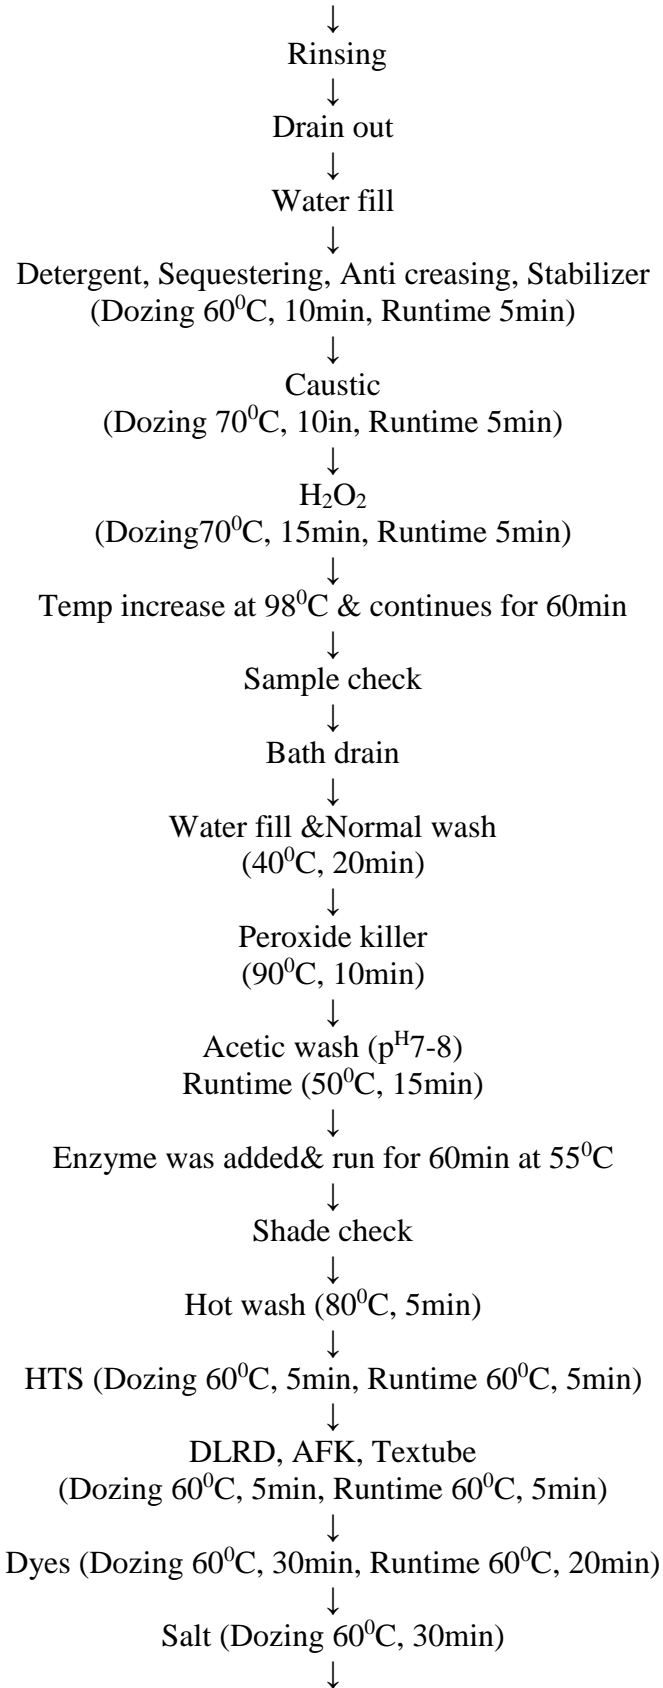 ↓
Rinsing
↓
Drain out
↓
Water fill
↓
Detergent, Sequestering, Anti creasing, Stabilizer
(Dozing 60⁰C, 10min, Runtime 5min)
↓
Caustic
(Dozing 70⁰C, 10in, Runtime 5min)
↓
H₂O₂
(Dozing70⁰C, 15min, Runtime 5min)
↓
Temp increase at 98⁰C & continues for 60min
↓
Sample check
↓
Bath drain
↓
Water fill &Normal wash
(40⁰C, 20min)
↓
Peroxide killer
(90⁰C, 10min)
↓
Acetic wash (pᴴ7-8)
Runtime (50⁰C, 15min)
↓
Enzyme was added& run for 60min at 55⁰C
↓
Shade check
↓
Hot wash (80⁰C, 5min)
↓
HTS (Dozing 60⁰C, 5min, Runtime 60⁰C, 5min)
↓
DLRD, AFK, Textube
(Dozing 60⁰C, 5min, Runtime 60⁰C, 5min)
↓
Dyes (Dozing 60⁰C, 30min, Runtime 60⁰C, 20min)
↓
Salt (Dozing 60⁰C, 30min)
↓